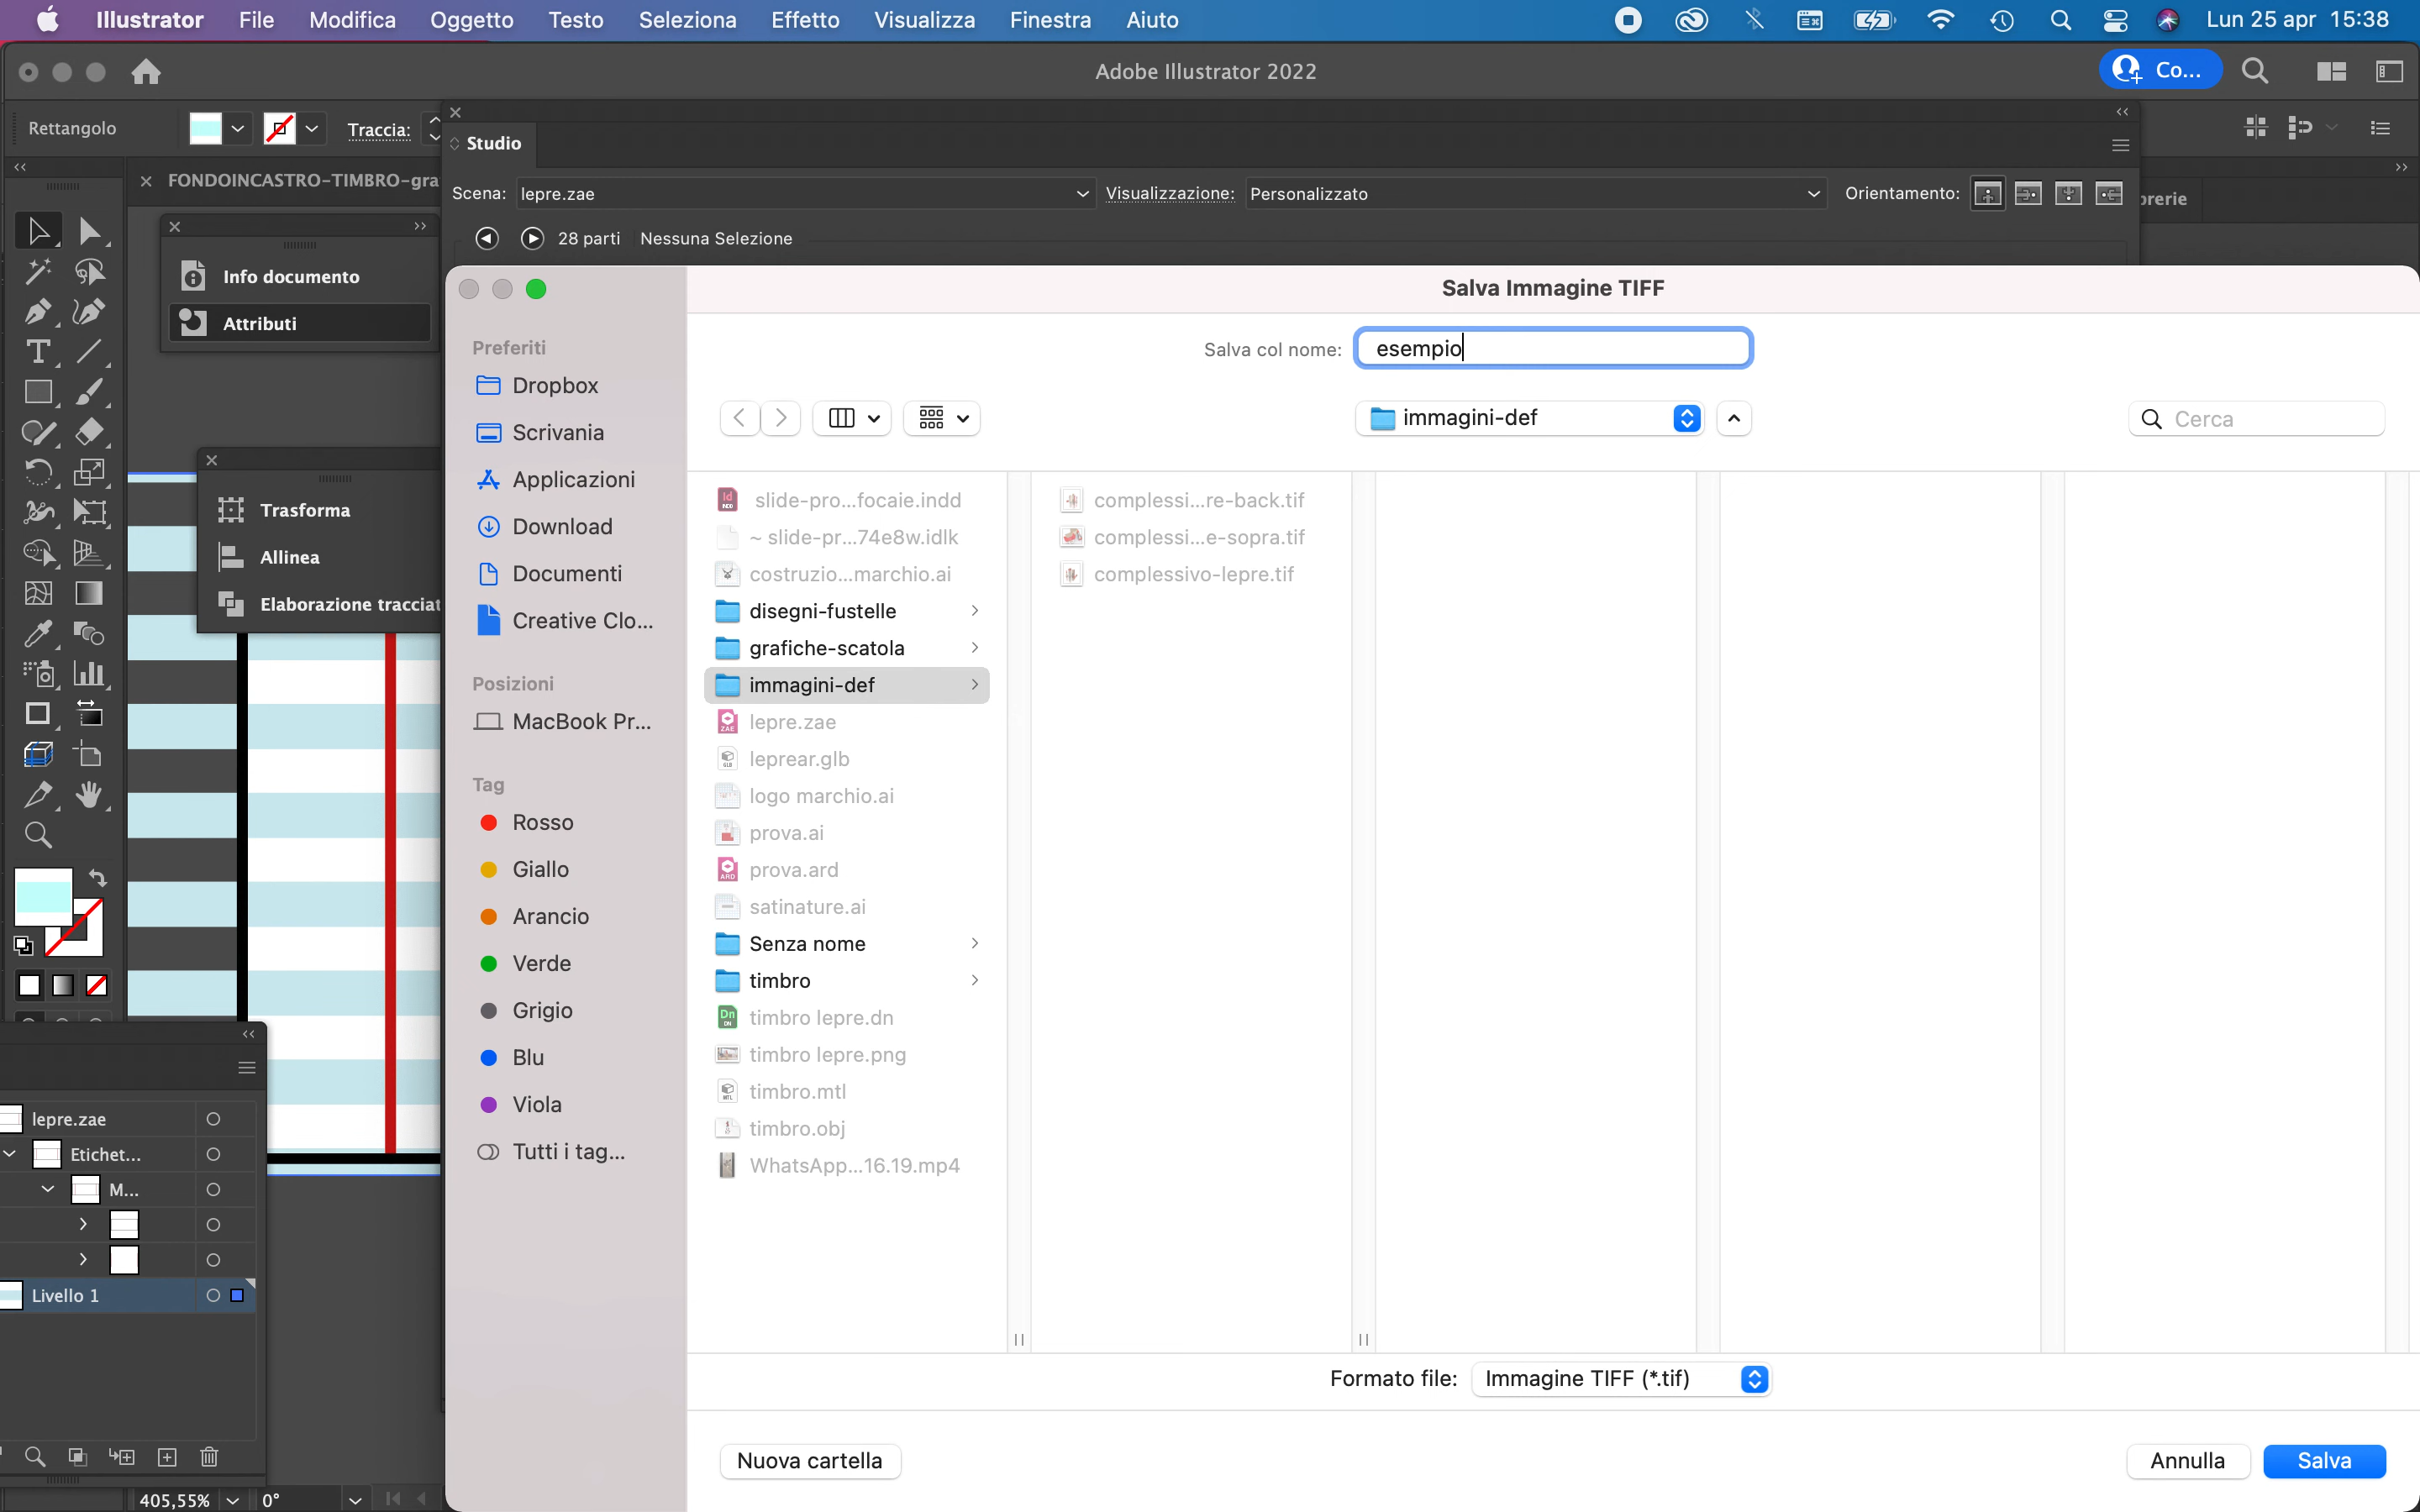 Illustrator File Modifica Oggetto Testo Seleziona Effetto Visualizza Finestra Aiuto Lun 25 apr 15:38
Adobe Illustrator 2022
Co...
Rettangolo Traccia:
Studio
FONDOINCASTRO-TIMBRO-gra
Scena: lepre.zae Visualizzazione: Personalizzato Orientamento:
brerie
28 parti Nessuna Selezione
Info documento
Attributi
Trasforma
Allinea
Elaborazione tracciat
Salva Immagine TIFF
Salva col nome: esempio
immagini-def
Cerca
Preferiti
Dropbox
Scrivania
Applicazioni
Download
Documenti
Creative Clo...
Posizioni
MacBook Pr...
Tag
Rosso
Giallo
Arancio
Verde
Grigio
Blu
Viola
Tutti i tag...
slide-pro...focaie.indd
~ slide-pr...74e8w.idlk
costruzio...marchio.ai
disegni-fustelle
grafiche-scatola
immagini-def
lepre.zae
leprear.glb
logo marchio.ai
prova.ai
prova.ard
satinature.ai
Senza nome
timbro
timbro lepre.dn
timbro lepre.png
timbro.mtl
timbro.obj
WhatsApp...16.19.mp4
complessi...re-back.tif
complessi...e-sopra.tif
complessivo-lepre.tif
Formato file: Immagine TIFF (*.tif)
Nuova cartella
Annulla
Salva
lepre.zae
Etichet...
M...
Livello 1
405,55% 0°